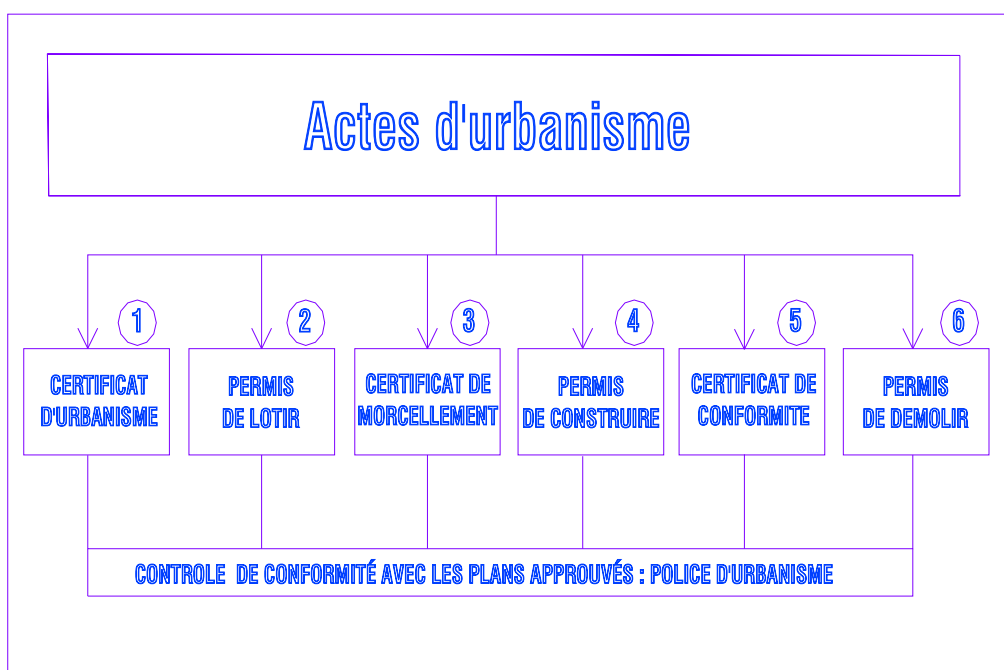 Actes d'urbanisme
1
CERTIFICAT
D'URBANISME
2
PERMIS
DE LOTIR
3
CERTIFICAT DE
MORCELLEMENT
4
PERMIS
DE CONSTRUIRE
5
CERTIFICAT DE
CONFORMITE
6
PERMIS
DE DEMOLIR
CONTROLE DE CONFORMITÉ AVEC LES PLANS APPROUVÉS : POLICE D'URBANISME